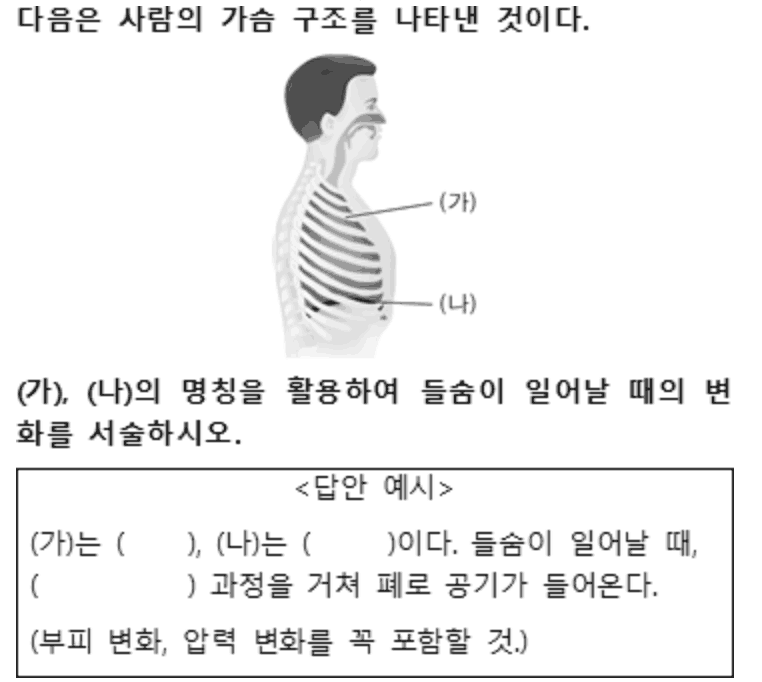 다음은 사람의 가슴 구조를 나타낸 것이다.
(가)
(나)
(가), (나)의 명칭을 활용하여 들숨이 일어날 때의 변
화를 서술하시오.
<답안 예시>
(가)는 (      ), (나)는 (      )이다. 들숨이 일어날 때,
(            ) 과정을 거쳐 폐로 공기가 들어온다.
(부피 변화, 압력 변화를 꼭 포함할 것.)